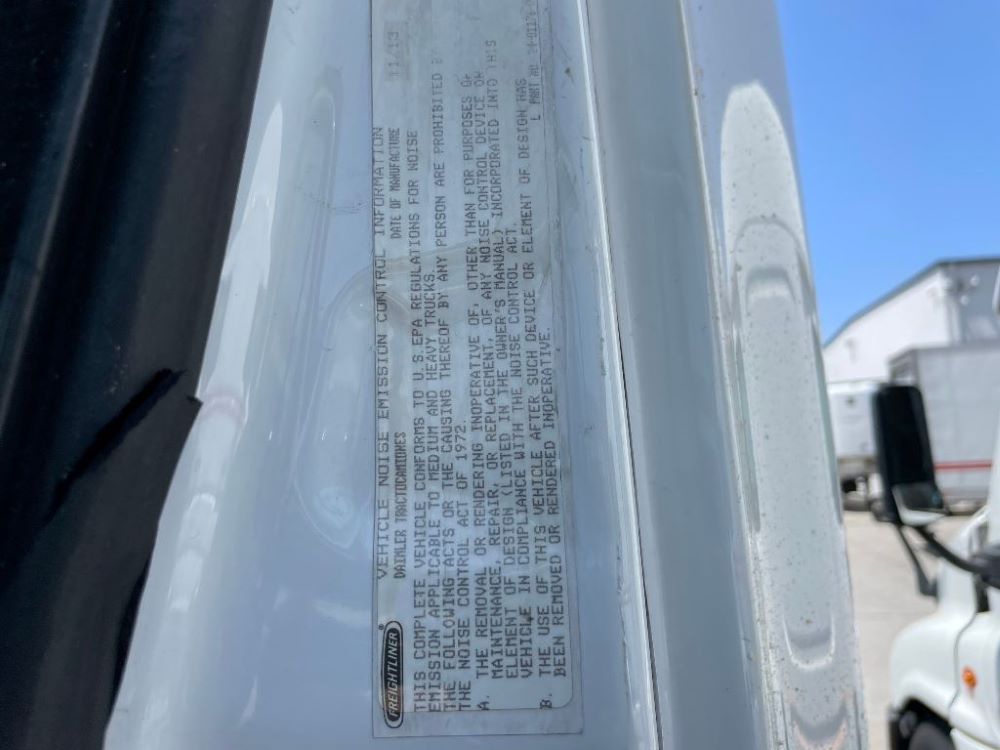 FREIGHTLINER®
VEHICLE NOISE EMISSION CONTROL INFORMATION
DAIMLER TRACTOCAMIONES DATE OF MANUFACTURE 11/13
THIS COMPLETE VEHICLE CONFORMS TO U.S.EPA REGULATIONS FOR NOISE
EMISSION APPLICABLE TO MEDIUM AND HEAVY TRUCKS.
THE FOLLOWING ACTS OR THE CAUSING THEREOF BY ANY PERSON ARE PROHIBITED
THE NOISE CONTROL ACT OF 1972.
A. THE REMOVAL OR RENDERING INOPERATIVE OF, OTHER THAN FOR PURPOSES OF
MAINTENANCE, REPAIR, OR REPLACEMENT, OF ANY NOISE CONTROL DEVICE OR
ELEMENT OF DESIGN (LISTED IN THE OWNER'S MANUAL) INCORPORATED INTO THIS
VEHICLE IN COMPLIANCE WITH THE NOISE CONTROL ACT.
B. THE USE OF THIS VEHICLE AFTER SUCH DEVICE OR ELEMENT OF DESIGN HAS
BEEN REMOVED OR RENDERED INOPERATIVE. L PART NO